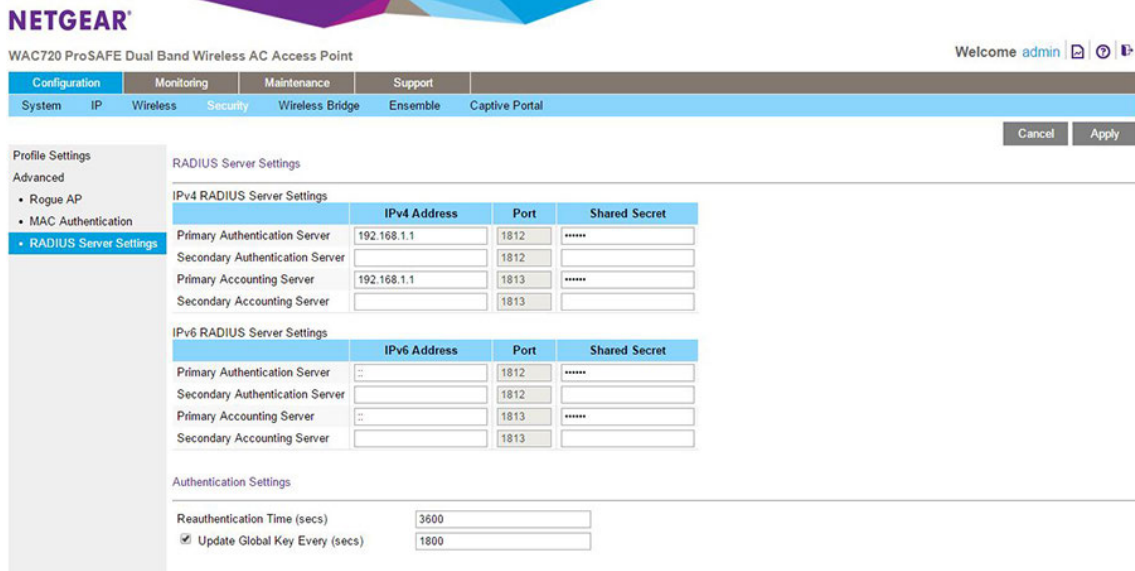 NETGEAR®
WAC720 ProSAFE Dual Band Wireless AC Access Point
Welcome admin
Configuration Monitoring Maintenance Support
System IP Wireless Security Wireless Bridge Ensemble Captive Portal
Cancel Apply
Profile Settings
Advanced
• Rogue AP
• MAC Authentication
• RADIUS Server Settings
RADIUS Server Settings
IPv4 RADIUS Server Settings
IPv4 Address Port Shared Secret
Primary Authentication Server 192.168.1.1 1812 ••••••
Secondary Authentication Server 1812
Primary Accounting Server 192.168.1.1 1813 ••••••
Secondary Accounting Server 1813
IPv6 RADIUS Server Settings
IPv6 Address Port Shared Secret
Primary Authentication Server :: 1812 ••••••
Secondary Authentication Server 1812
Primary Accounting Server :: 1813 ••••••
Secondary Accounting Server 1813
Authentication Settings
Reauthentication Time (secs) 3600
Update Global Key Every (secs) 1800